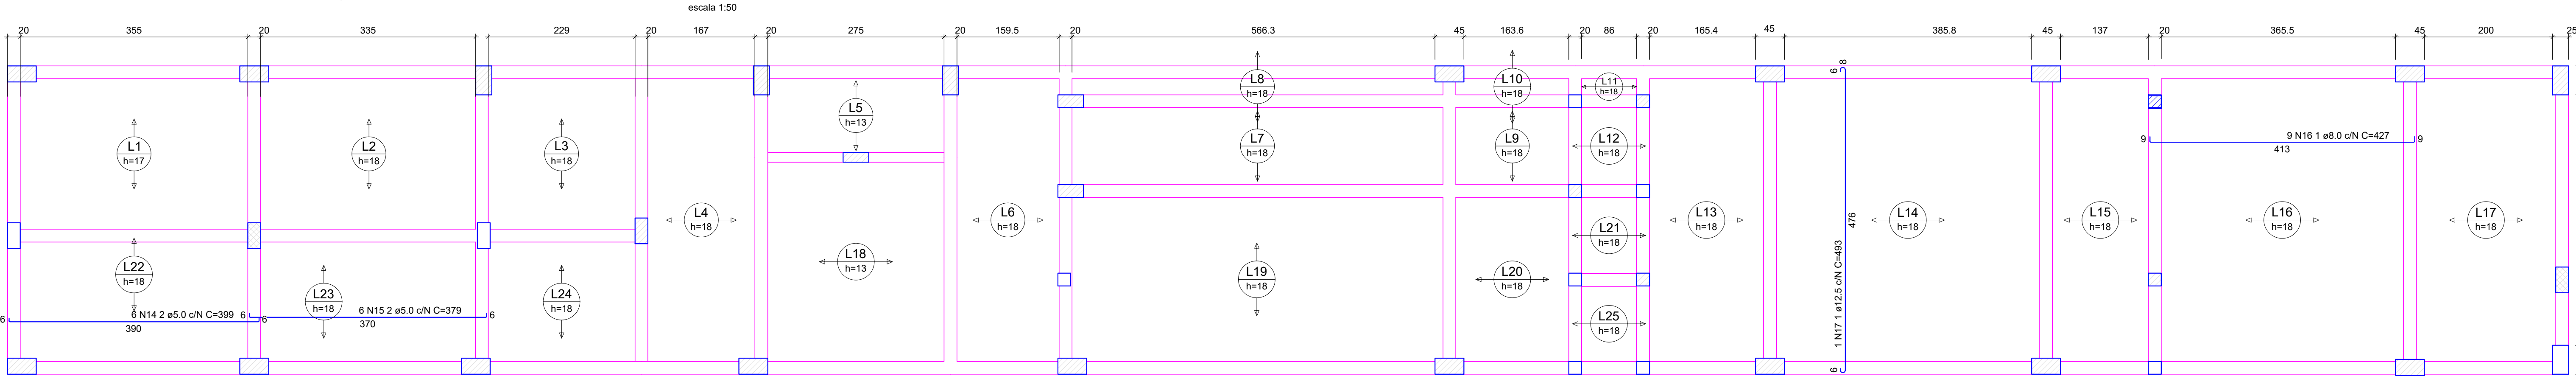 escala 1:50
20 355 20 335 229 20 167 20 275 20 159.5 20 566.3 45 163.6 20 86 20 165.4 45 385.8 45 137 20 365.5 45 200 25
6 8
L8
h=18
L10
h=18
L11
h=18
L5
h=13
9 N16 1 ø8.0 c/N C=427
9 413 9
L1
h=17
L2
h=18
L3
h=18
L7
h=18
L9
h=18
L12
h=18
L4
h=18
L6
h=18
L13
h=18
L14
h=18
L15
h=18
L16
h=18
L17
h=18
476
1 N17 1 ø12.5 c/N C=493
6
L22
h=18
L23
h=18
L24
h=18
L18
h=13
L19
h=18
L20
h=18
L21
h=18
L25
h=18
6 N14 2 ø5.0 c/N C=399
6 390 6
6 N15 2 ø5.0 c/N C=379
6 370 6